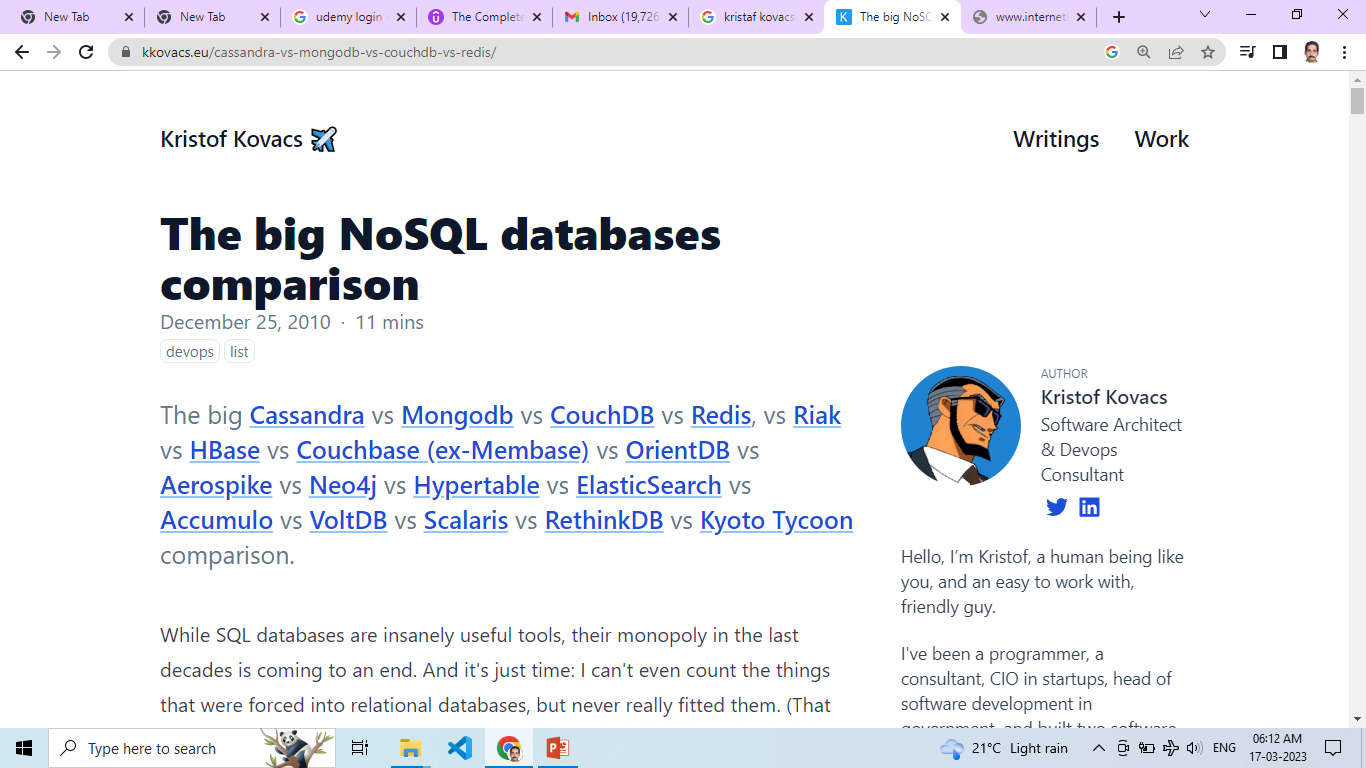 New Tab
New Tab
udemy login
The Complete
Inbox (19,726
kristaf kovacs
The big NoSC
www.internetl
kkovacs.eu/cassandra-vs-mongodb-vs-couchdb-vs-redis/
Kristof Kovacs
Writings
Work
The big NoSQL databases
comparison
December 25, 2010 · 11 mins
devops list
The big Cassandra vs Mongodb vs CouchDB vs Redis, vs Riak
vs HBase vs Couchbase (ex-Membase) vs OrientDB vs
Aerospike vs Neo4j vs Hypertable vs ElasticSearch vs
Accumulo vs VoltDB vs Scalaris vs RethinkDB vs Kyoto Tycoon
comparison.
While SQL databases are insanely useful tools, their monopoly in the last
decades is coming to an end. And it's just time: I can't even count the things
that were forced into relational databases, but never really fitted them. (That
AUTHOR
Kristof Kovacs
Software Architect
& Devops
Consultant
Hello, I’m Kristof, a human being like
you, and an easy to work with,
friendly guy.
I've been a programmer, a
consultant, CIO in startups, head of
software development in
government, and built two software
Type here to search
21°C Light rain
ENG
06:12 AM
17-03-2023